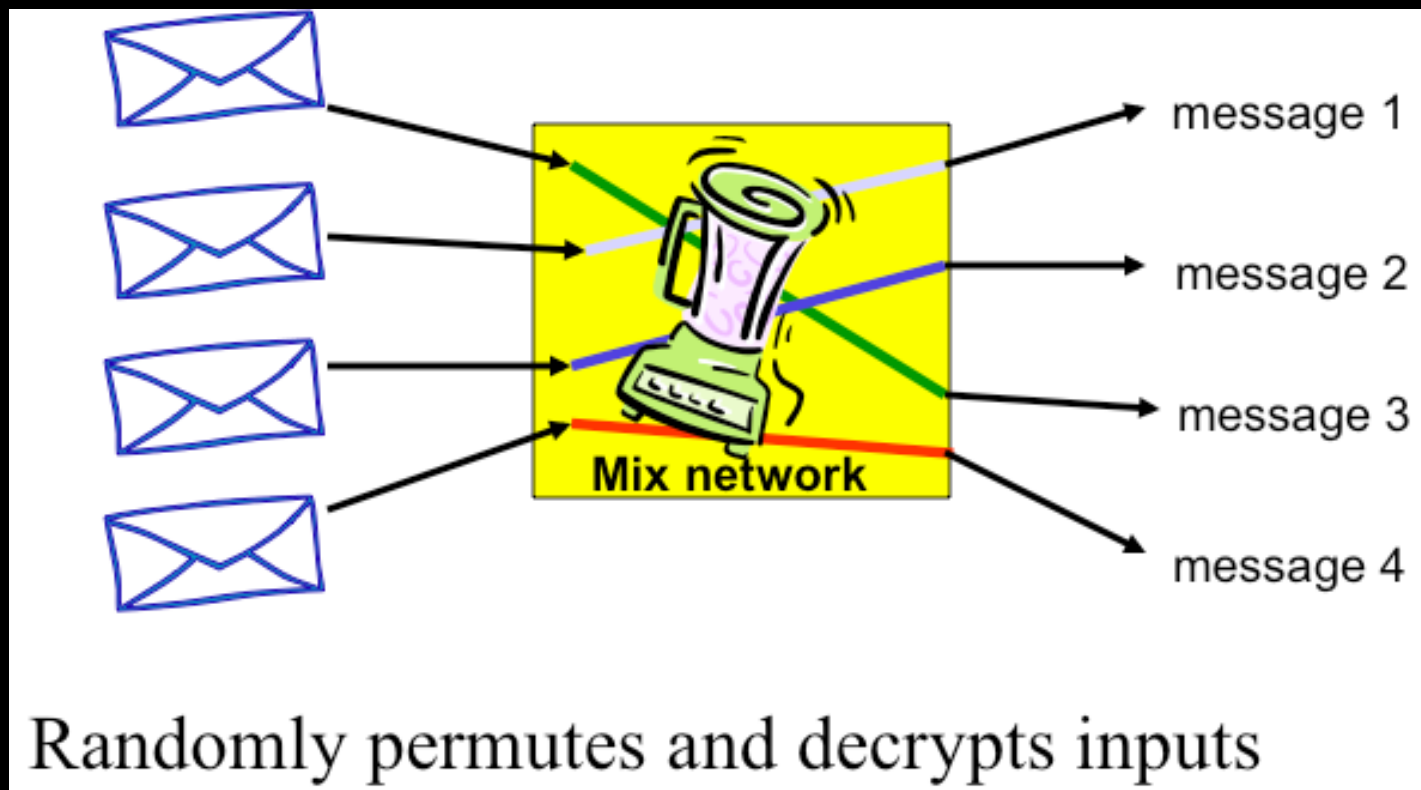 message 1
message 2
message 3
Mix network
message 4
Randomly permutes and decrypts inputs